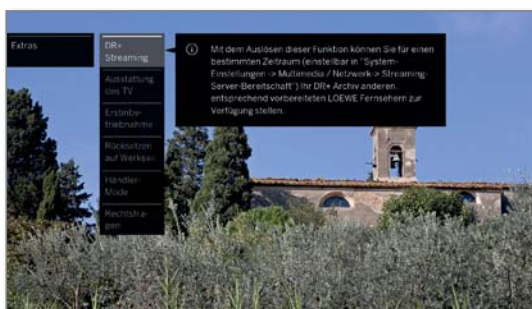 Extras
DR+
Streaming
Ausstattung
des TV
Erstinbe-
triebnahme
Rücksetzen
auf Werksei.
Händler-
Mode
Rechtsfra-
gen
Mit dem Auslösen dieser Funktion können Sie für einen
bestimmten Zeitraum (einstellbar in "System-
Einstellungen -> Multimedia / Netzwerk-> Streaming-
Server-Bereitschaft") Ihr DR+ Archiv anderen,
entsprechend vorbereiteten LOEWE Fernsehern zur
Verfügung stellen.